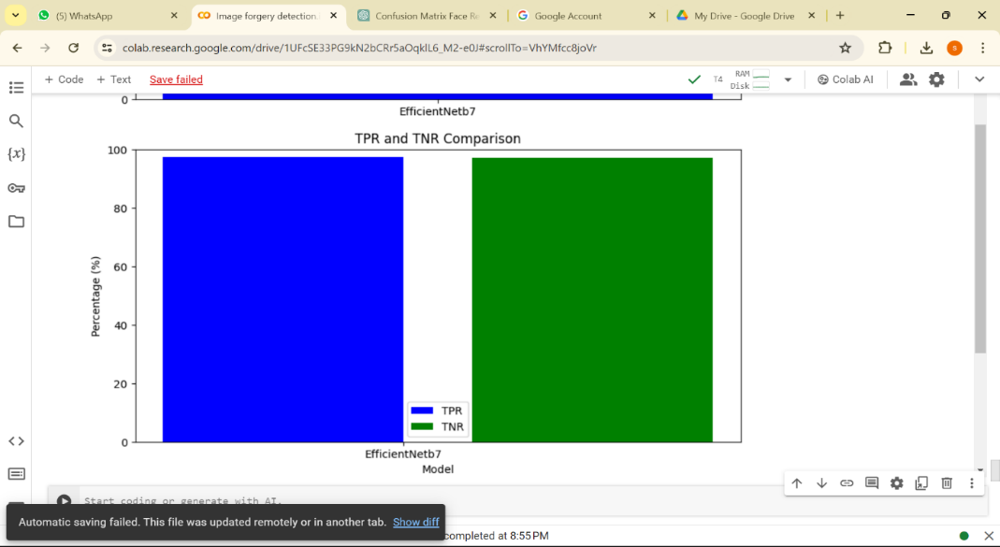 (5) WhatsApp
Image forgery detection.
Confusion Matrix Face Re
Google Account
My Drive - Google Drive
colab.research.google.com/drive/1UFcSE33PG9kN2bCRr5aOqkIL6_M2-e0J#scrollTo=VhYMfcc8joVr
+ Code + Text Save failed
T4 RAM
Disk
Colab AI
0
EfficientNetb7
TPR and TNR Comparison
100
80
60
40
20
0
Percentage (%)
TPR
TNR
EfficientNetb7
Model
{x}
Start coding or generate with AI.
Automatic saving failed. This file was updated remotely or in another tab. Show diff
completed at 8:55 PM